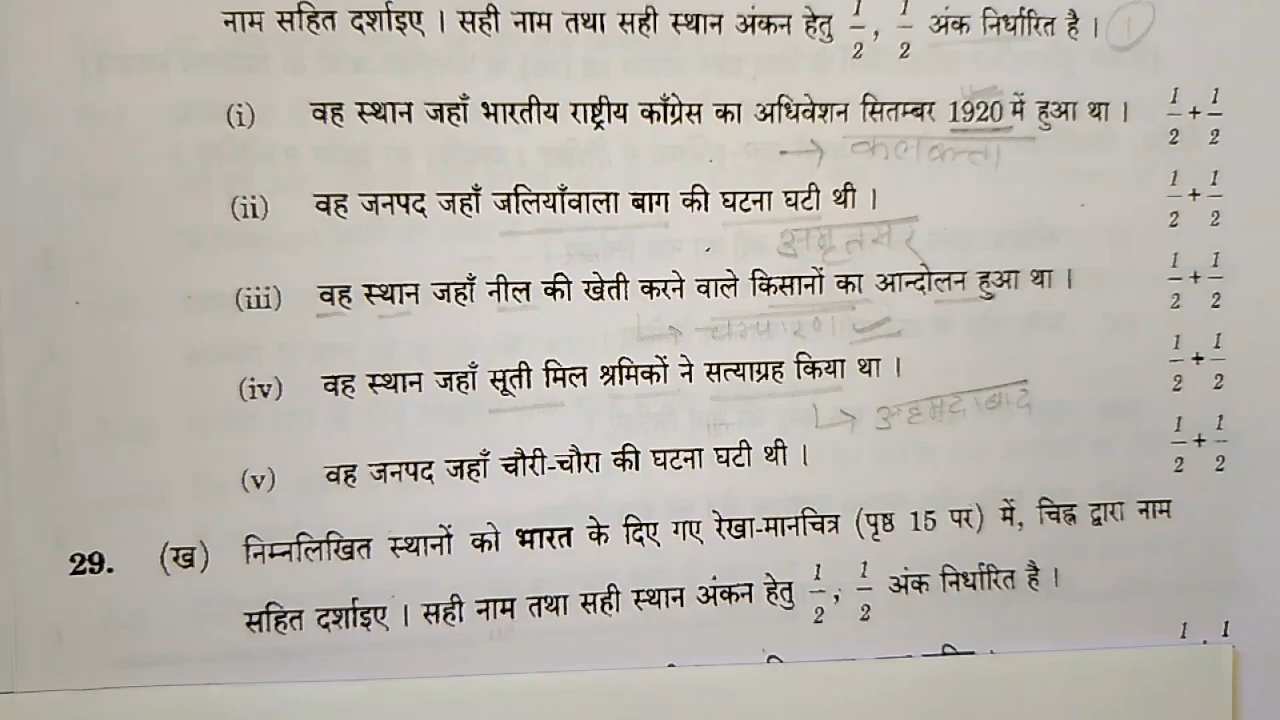 नाम सहित दर्शाइए । सही नाम तथा सही स्थान अंकन हेतु 1/2, 1/2 अंक निर्धारित है । 1
(i) वह स्थान जहाँ भारतीय राष्ट्रीय काँग्रेस का अधिवेशन सितम्बर 1920 में हुआ था । 1/2 + 1/2
→ कलकत्ता
(ii) वह जनपद जहाँ जलियाँवाला बाग की घटना घटी थी । 1/2 + 1/2
अमृतसर
(iii) वह स्थान जहाँ नील की खेती करने वाले किसानों का आन्दोलन हुआ था । 1/2 + 1/2
↳ चम्पारण
(iv) वह स्थान जहाँ सूती मिल श्रमिकों ने सत्याग्रह किया था । 1/2 + 1/2
↳ अहमदाबाद
(v) वह जनपद जहाँ चौरी-चौरा की घटना घटी थी । 1/2 + 1/2
29. (ख) निम्नलिखित स्थानों को भारत के दिए गए रेखा-मानचित्र (पृष्ठ 15 पर) में, चिह्न द्वारा नाम
सहित दर्शाइए । सही नाम तथा सही स्थान अंकन हेतु 1/2, 1/2 अंक निर्धारित है ।